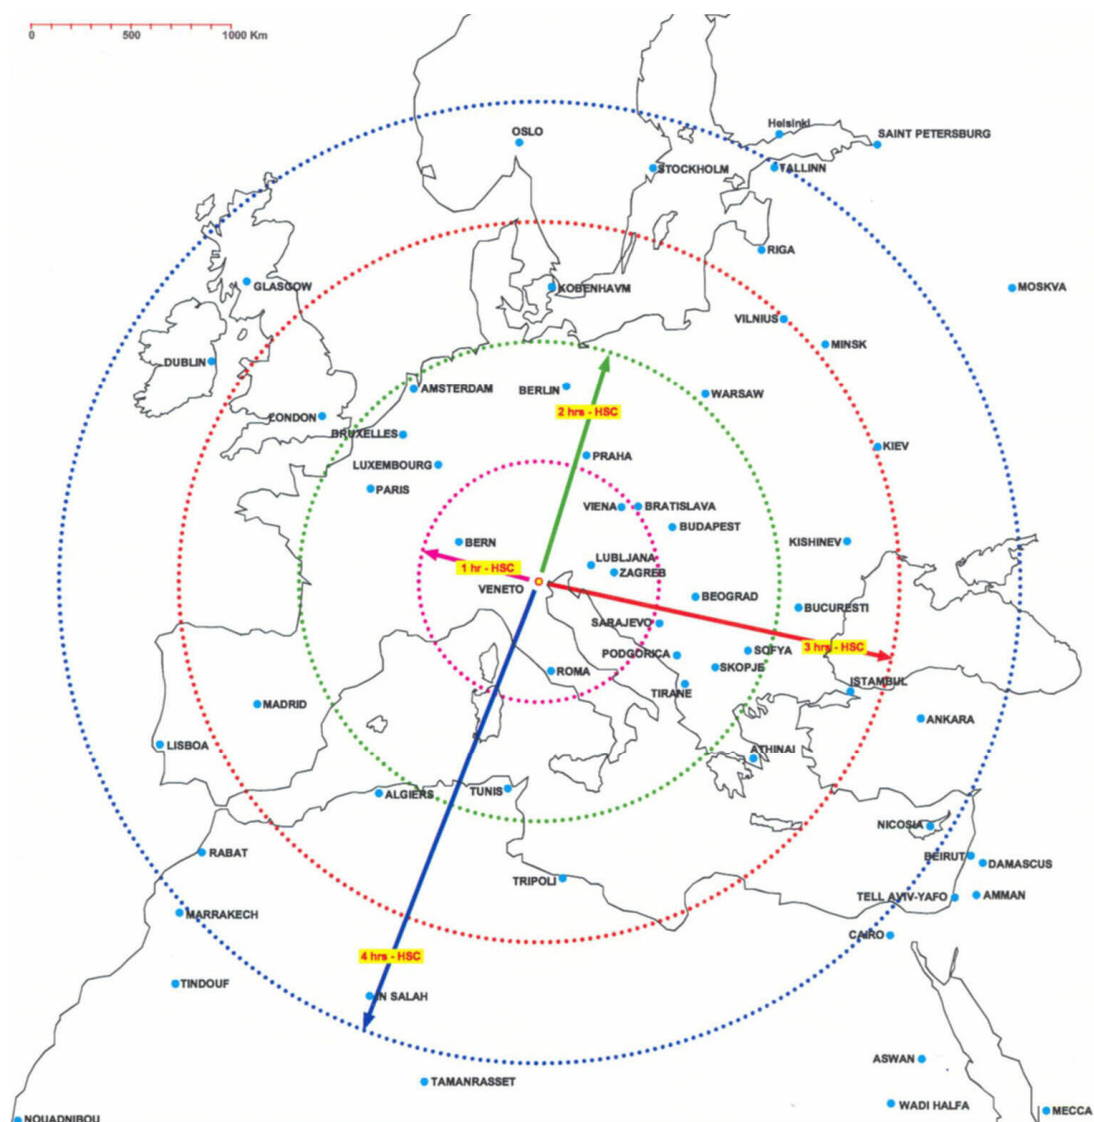 0 500 1000 Km
OSLO
Helsinki
SAINT PETERSBURG
STOCKHOLM
TALLINN
RIGA
GLASGOW
KOBENHAVM
MOSKVA
VILNIUS
MINSK
DUBLIN
AMSTERDAM
BERLIN
WARSAW
2 hrs - HSC
LONDON
BRUXELLES
KIEV
PRAHA
LUXEMBOURG
PARIS
VIENA
BRATISLAVA
BUDAPEST
BERN
KISHINEV
LUBLJANA
1 hr - HSC
ZAGREB
VENETO
BEOGRAD
BUCURESTI
SARAJEVO
3 hrs - HSC
PODGORICA
SOFYA
SKOPJE
ROMA
TIRANE
ISTAMBUL
MADRID
ANKARA
LISBOA
ATHINAI
ALGIERS
TUNIS
NICOSIA
RABAT
BEIRUT
DAMASCUS
TRIPOLI
TELL AVIV-YAFO
AMMAN
MARRAKECH
CAIRO
4 hrs - HSC
TINDOUF
IN SALAH
ASWAN
TAMANRASSET
WADI HALFA
MECCA
NOUADNIBOU